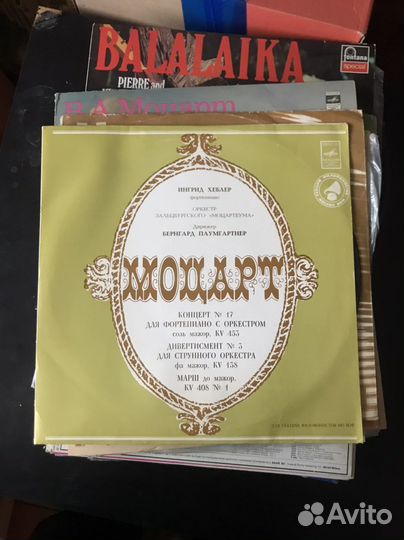 BALALAIKA
fontana
special
PIERRE and
В.А.Моцарт
ИНГРИД ХЕБЛЕР
фортепиано
ОРКЕСТР
ЗАЛЬЦБУРГСКОГО «МОЦАРТЕУМА»
Дирижер
БЕРНГАРД ПАУМГАРТНЕР
МОЦАРТ
КОНЦЕРТ № 17
ДЛЯ ФОРТЕПИАНО С ОРКЕСТРОМ
соль мажор, KV 453
ДИВЕРТИСМЕНТ № 3
ДЛЯ СТРУННОГО ОРКЕСТРА
фа мажор, KV 138
МАРШ до мажор,
KV 408 № 1
Avito